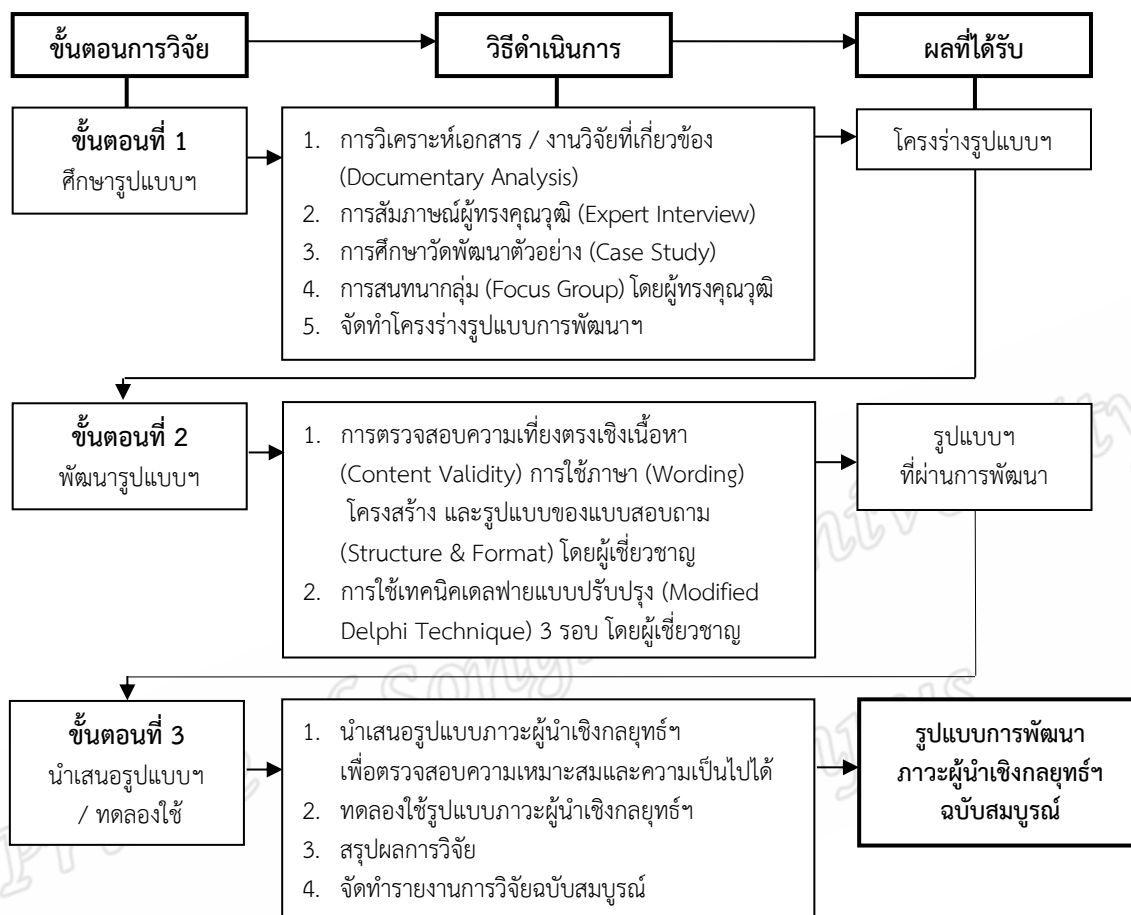 ขั้นตอนการวิจัย
วิธีดำเนินการ
ผลที่ได้รับ
ขั้นตอนที่ 1
ศึกษารูปแบบฯ
1. การวิเคราะห์เอกสาร / งานวิจัยที่เกี่ยวข้อง
(Documentary Analysis)
2. การสัมภาษณ์ผู้ทรงคุณวุฒิ (Expert Interview)
3. การศึกษาวัดพัฒนาตัวอย่าง (Case Study)
4. การสนทนากลุ่ม (Focus Group) โดยผู้ทรงคุณวุฒิ
5. จัดทำโครงร่างรูปแบบการพัฒนาฯ
โครงร่างรูปแบบฯ
ขั้นตอนที่ 2
พัฒนารูปแบบฯ
1. การตรวจสอบความเที่ยงตรงเชิงเนื้อหา
(Content Validity) การใช้ภาษา (Wording)
โครงสร้าง และรูปแบบของแบบสอบถาม
(Structure & Format) โดยผู้เชี่ยวชาญ
2. การใช้เทคนิคเดลฟายแบบปรับปรุง (Modified
Delphi Technique) 3 รอบ โดยผู้เชี่ยวชาญ
รูปแบบฯ
ที่ผ่านการพัฒนา
ขั้นตอนที่ 3
นำเสนอรูปแบบฯ
/ ทดลองใช้
1. นำเสนอรูปแบบภาวะผู้นำเชิงกลยุทธ์ฯ
เพื่อตรวจสอบความเหมาะสมและความเป็นไปได้
2. ทดลองใช้รูปแบบภาวะผู้นำเชิงกลยุทธ์ฯ
3. สรุปผลการวิจัย
4. จัดทำรายงานการวิจัยฉบับสมบูรณ์
รูปแบบการพัฒนา
ภาวะผู้นำเชิงกลยุทธ์ฯ
ฉบับสมบูรณ์